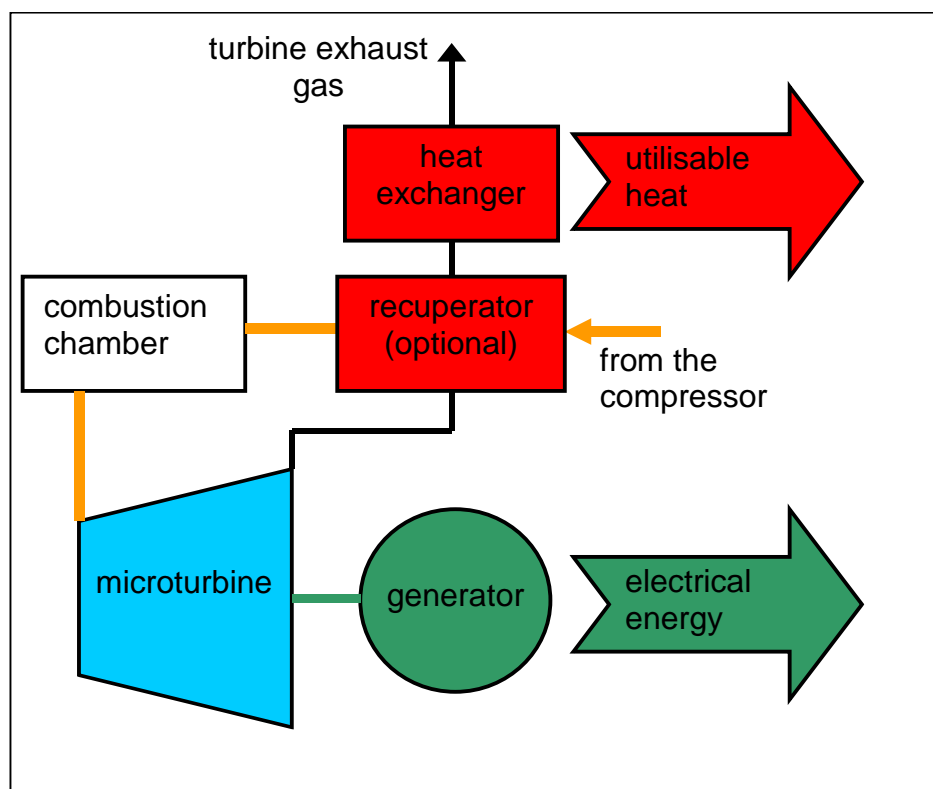 turbine exhaust
gas
heat
exchanger
utilisable
heat
combustion
chamber
recuperator
(optional)
from the
compressor
microturbine
generator
electrical
energy